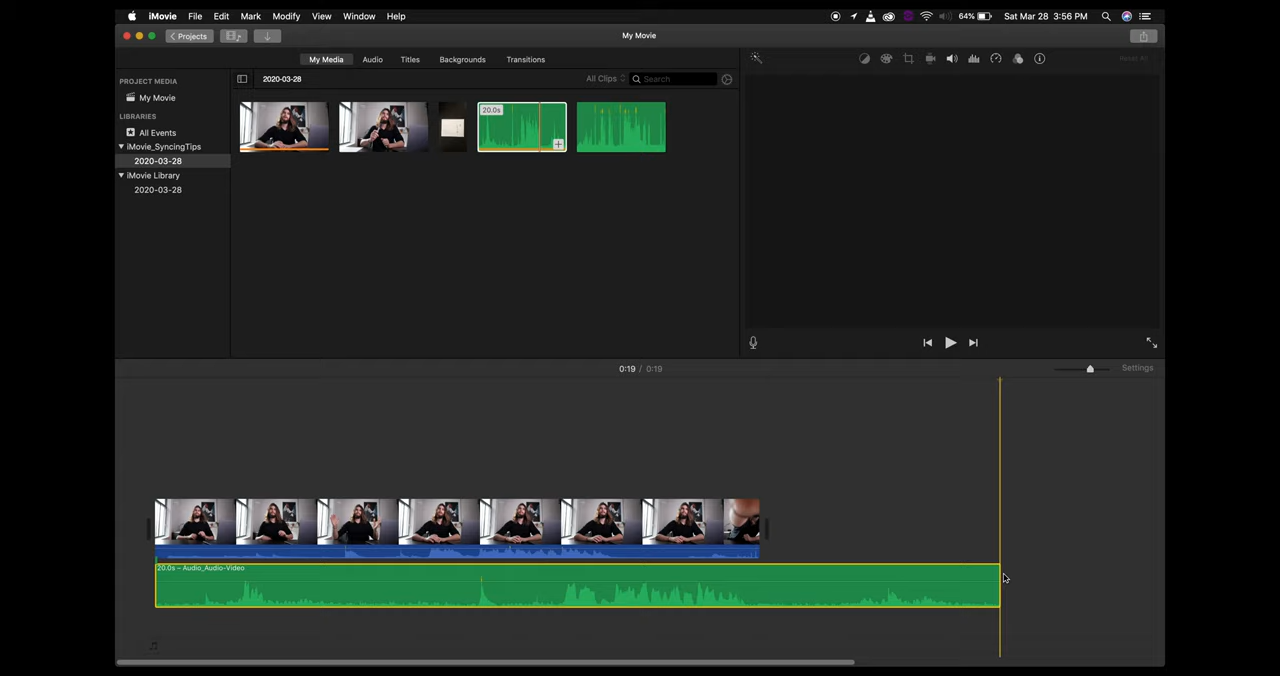 iMovie File Edit Mark Modify View Window Help 64% Sat Mar 28 3:56 PM
Projects My Movie
My Media Audio Titles Backgrounds Transitions Reset All
PROJECT MEDIA 2020-03-28 All Clips Search
My Movie
LIBRARIES
All Events
iMovie_SyncingTips
2020-03-28
iMovie Library
2020-03-28
20.0s
0:19 / 0:19 Settings
20.0s – Audio_Audio-Video